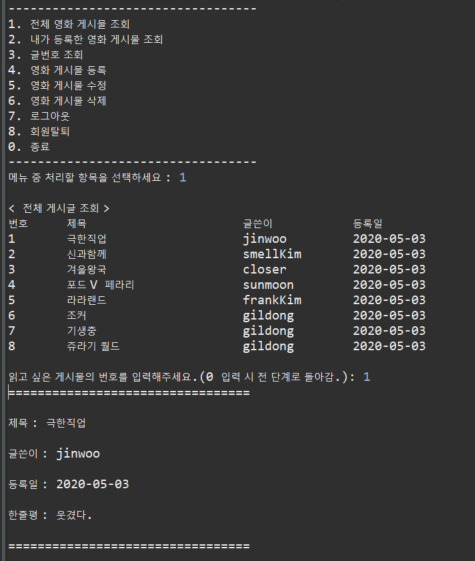 ----------------------------------
1. 전체 영화 게시물 조회
2. 내가 등록한 영화 게시물 조회
3. 글번호 조회
4. 영화 게시물 등록
5. 영화 게시물 수정
6. 영화 게시물 삭제
7. 로그아웃
8. 회원탈퇴
0. 종료
----------------------------------
메뉴 중 처리할 항목을 선택하세요 : 1
< 전체 게시글 조회 >
번호 제목 글쓴이 등록일
1 극한직업 jinwoo 2020-05-03
2 신과함께 smellKim 2020-05-03
3 겨울왕국 closer 2020-05-03
4 포드 V 페라리 sunmoon 2020-05-03
5 라라랜드 frankKim 2020-05-03
6 조커 gildong 2020-05-03
7 기생충 gildong 2020-05-03
8 쥬라기 월드 gildong 2020-05-03
읽고 싶은 게시물의 번호를 입력해주세요.(0 입력 시 전 단계로 돌아감.): 1
=================================
제목 : 극한직업
글쓴이 : jinwoo
등록일 : 2020-05-03
한줄평 : 웃겼다.
=================================